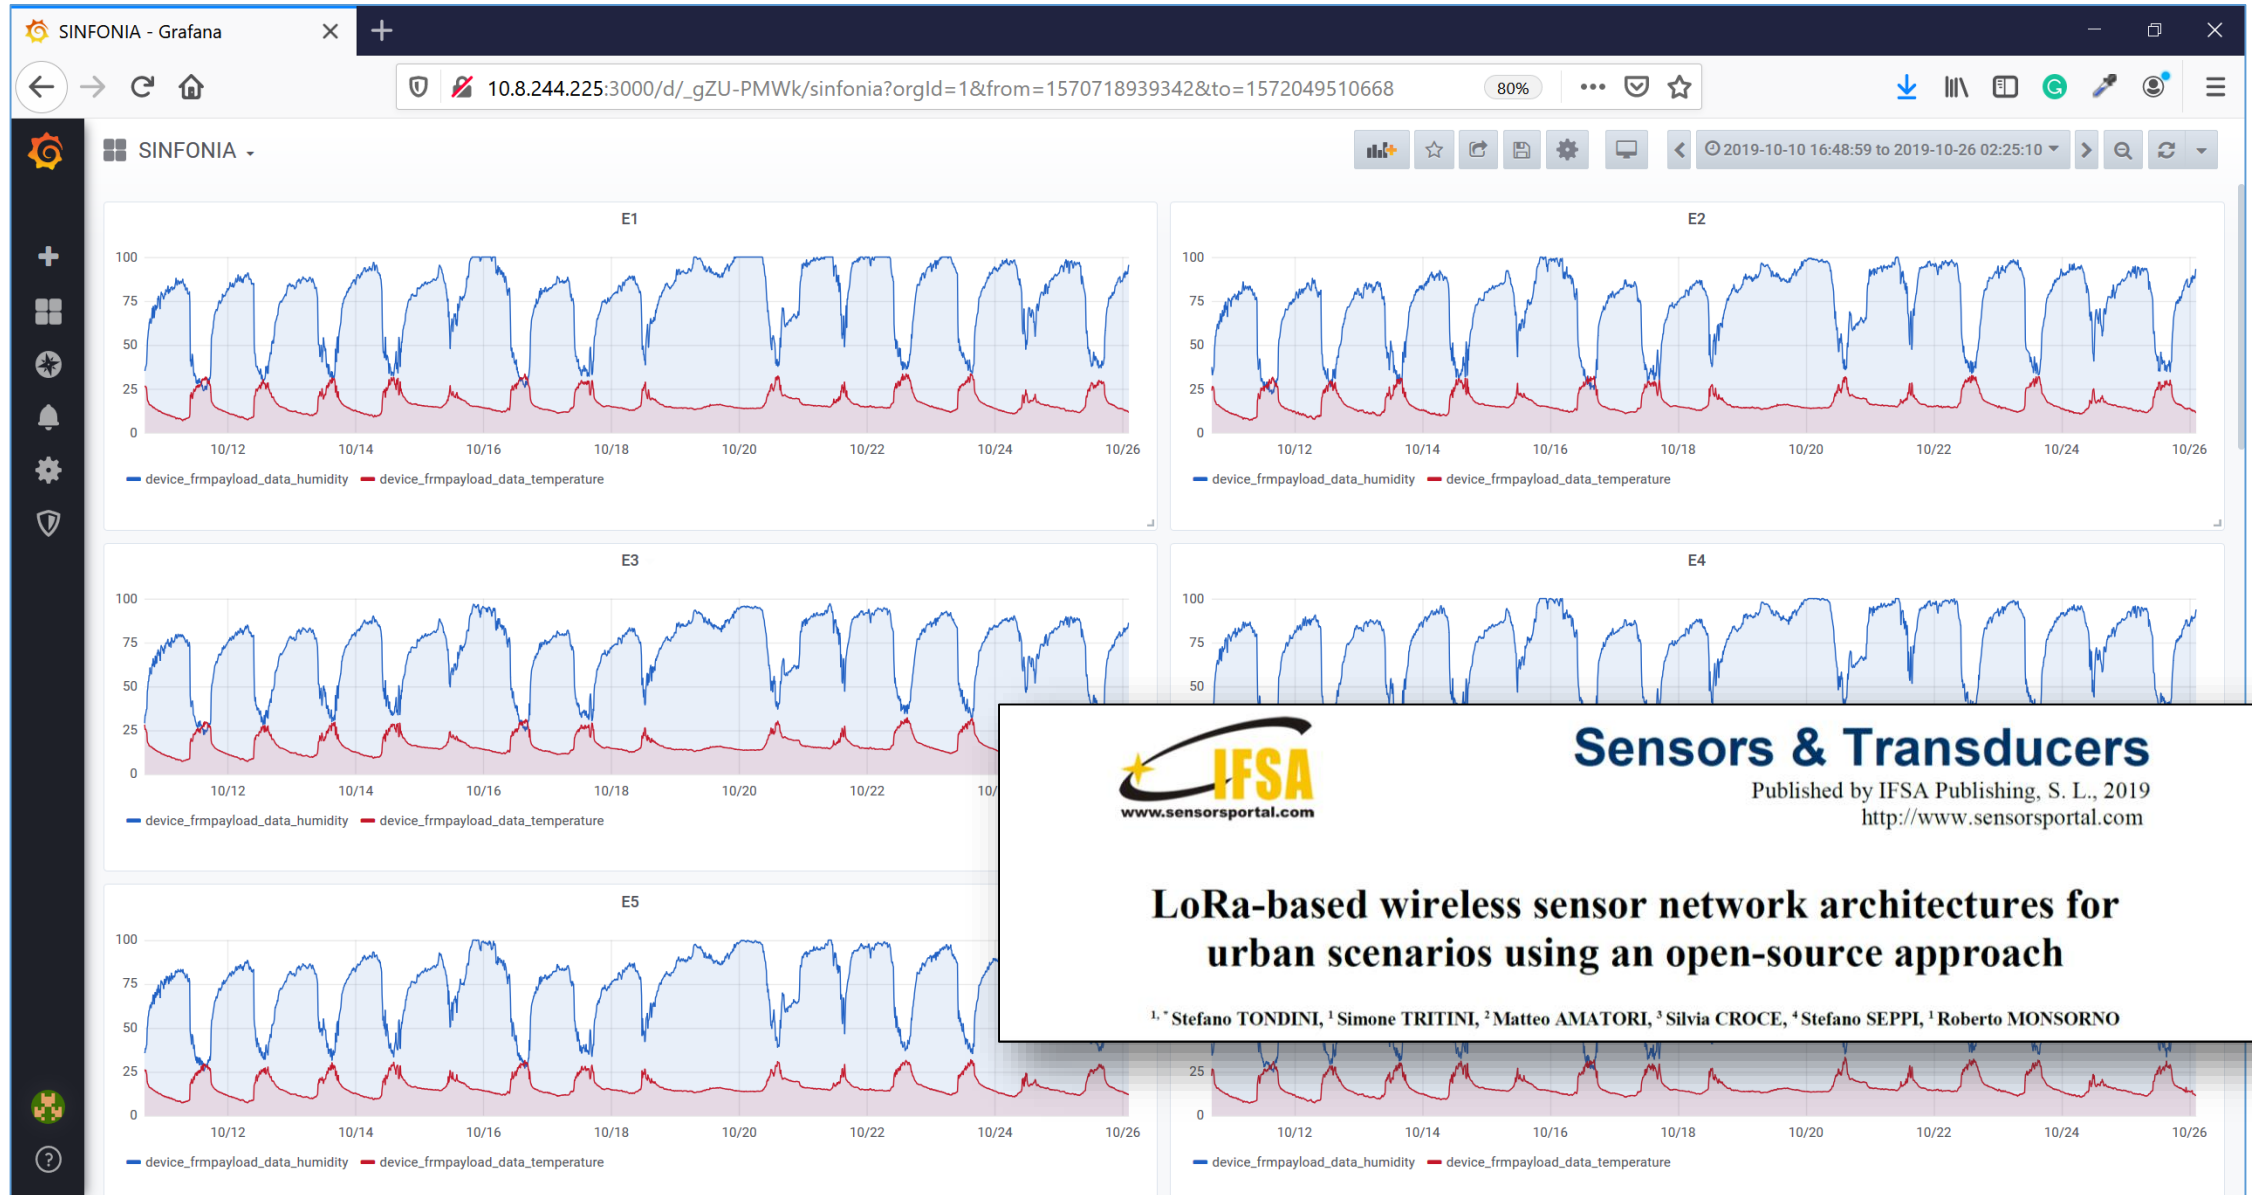 SINFONIA - Grafana
10.8.244.225:3000/d/_gZU-PMWk/sinfonia?orgId=1&from=1570718939342&to=1572049510668
80%
SINFONIA
2019-10-10 16:48:59 to 2019-10-26 02:25:10
E1
100
75
50
25
0
10/12 10/14 10/16 10/18 10/20 10/22 10/24 10/26
device_frmpayload_data_humidity device_frmpayload_data_temperature
E2
100
75
50
25
0
10/12 10/14 10/16 10/18 10/20 10/22 10/24 10/26
device_frmpayload_data_humidity device_frmpayload_data_temperature
E3
100
75
50
25
0
10/12 10/14 10/16 10/18 10/20 10/22 10/
device_frmpayload_data_humidity device_frmpayload_data_temperature
E4
100
75
50
IFSA
www.sensorsportal.com
Sensors & Transducers
Published by IFSA Publishing, S. L., 2019
http://www.sensorsportal.com
LoRa-based wireless sensor network architectures for
urban scenarios using an open-source approach
1, * Stefano TONDINI, 1 Simone TRITINI, 2 Matteo AMATORI, 3 Silvia CROCE, 4 Stefano SEPPI, 1 Roberto MONSORNO
E5
100
75
50
25
0
10/12 10/14 10/16 10/18 10/20 10/22 10/24 10/26
device_frmpayload_data_humidity device_frmpayload_data_temperature
25
0
10/12 10/14 10/16 10/18 10/20 10/22 10/24 10/26
device_frmpayload_data_humidity device_frmpayload_data_temperature